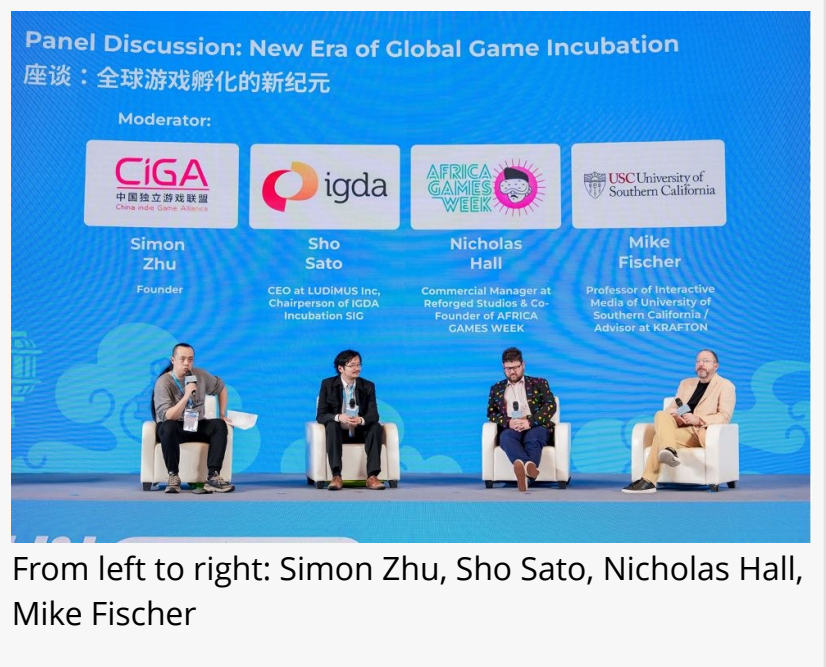 Panel Discussion: New Era of Global Game Incubation
座谈：全球游戏孵化的新纪元
Moderator:
CiGA
中国独立游戏联盟
China Indie Game Alliance
igda
AFRICA
GAMES
WEEK
USC University of
Southern California
Simon
Zhu
Founder
Sho
Sato
CEO at LUDiMUS Inc,
Chairperson of IGDA
Incubation SIG
Nicholas
Hall
Commercial Manager at
Reforged Studios & Co-
Founder of AFRICA
GAMES WEEK
Mike
Fischer
Professor of Interactive
Media of University of
Southern California /
Advisor at KRAFTON
From left to right: Simon Zhu, Sho Sato, Nicholas Hall,
Mike Fischer